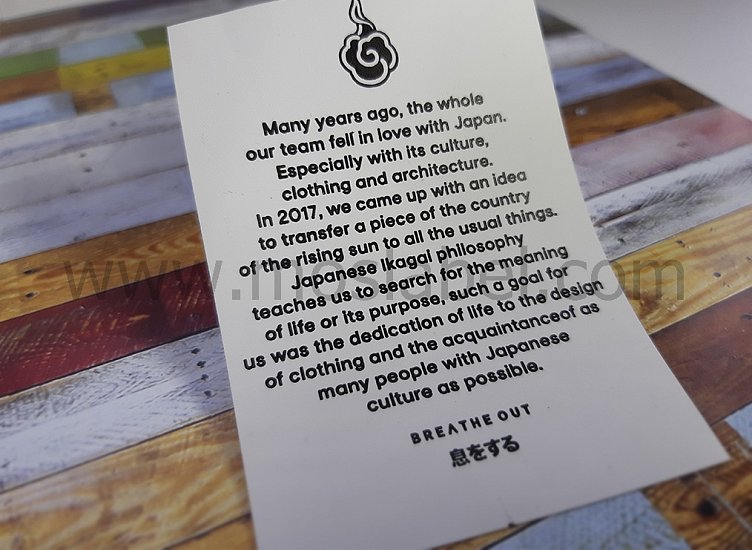 Many years ago, the whole
our team fell in love with Japan.
Especially with its culture,
clothing and architecture.
In 2017, we came up with an idea
to transfer a piece of the country
of the rising sun to all the usual things.
Japanese Ikagai philosophy
teaches us a search for the meaning
of life or its purpose, such a goal for
us was the dedication of life to the design
of clothing and the acquaintanceof as
many people with Japanese
culture as possible.
BREATHE OUT
息をする
www.moslabel.com